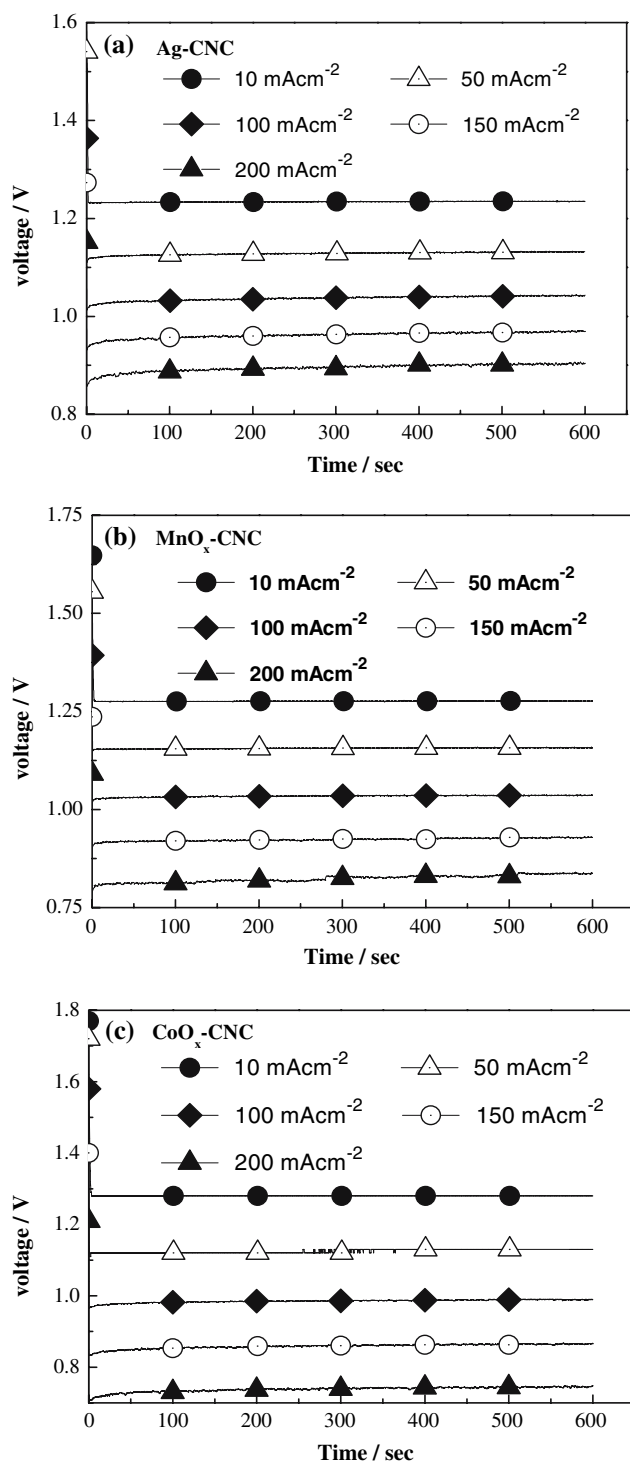 (a) Ag-CNC
10 mAcm⁻² 50 mAcm⁻²
100 mAcm⁻² 150 mAcm⁻²
200 mAcm⁻²
1.6
1.4
1.2
1.0
0.8
voltage / V
0 100 200 300 400 500 600
Time / sec
(b) MnOₓ-CNC
10 mAcm⁻² 50 mAcm⁻²
100 mAcm⁻² 150 mAcm⁻²
200 mAcm⁻²
1.75
1.50
1.25
1.00
0.75
voltage / V
0 100 200 300 400 500 600
Time / sec
(c) CoOₓ-CNC
10 mAcm⁻² 50 mAcm⁻²
100 mAcm⁻² 150 mAcm⁻²
200 mAcm⁻²
1.8
1.6
1.4
1.2
1.0
0.8
voltage / V
0 100 200 300 400 500 600
Time / sec